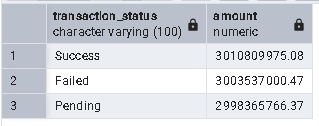 transaction_status amount
character varying (100) numeric
1 Success 3010809975.08
2 Failed 3003537000.47
3 Pending 2998365766.37